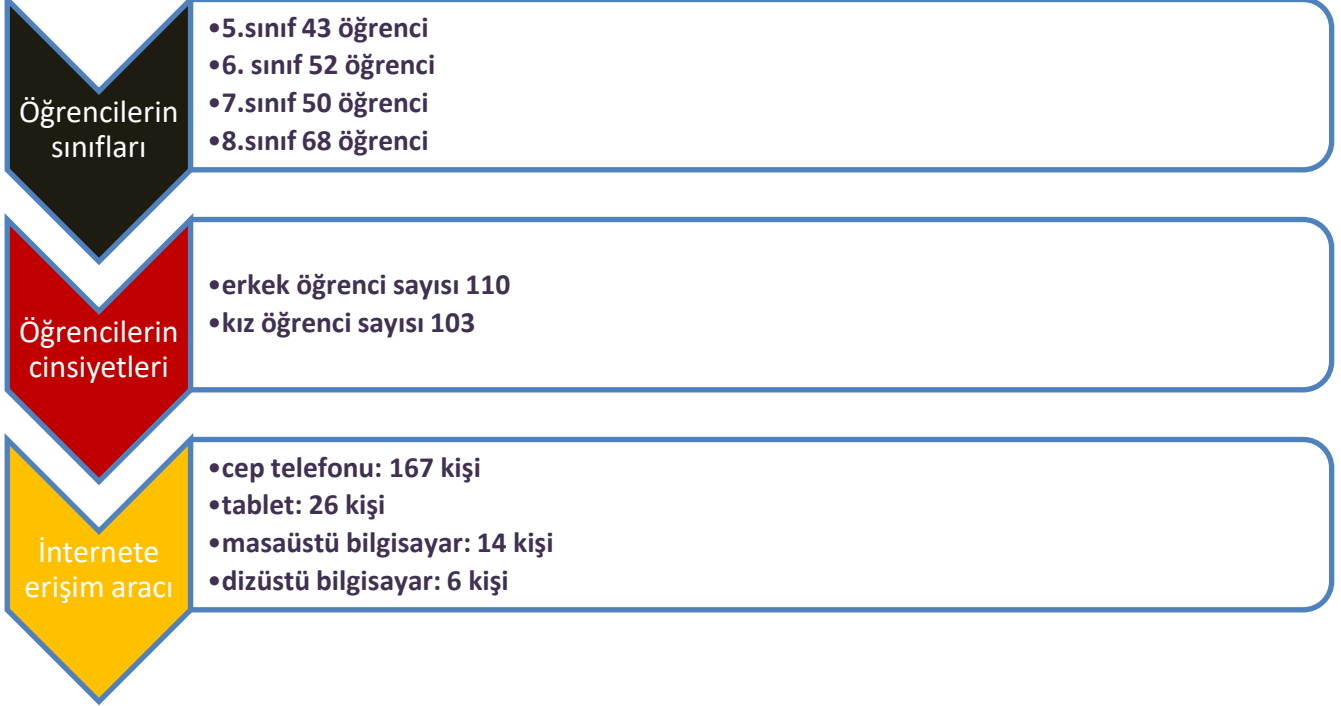 Öğrencilerin
sınıfları
•5.sınıf 43 öğrenci
•6. sınıf 52 öğrenci
•7.sınıf 50 öğrenci
•8.sınıf 68 öğrenci
Öğrencilerin
cinsiyetleri
•erkek öğrenci sayısı 110
•kız öğrenci sayısı 103
İnternete
erişim aracı
•cep telefonu: 167 kişi
•tablet: 26 kişi
•masaüstü bilgisayar: 14 kişi
•dizüstü bilgisayar: 6 kişi